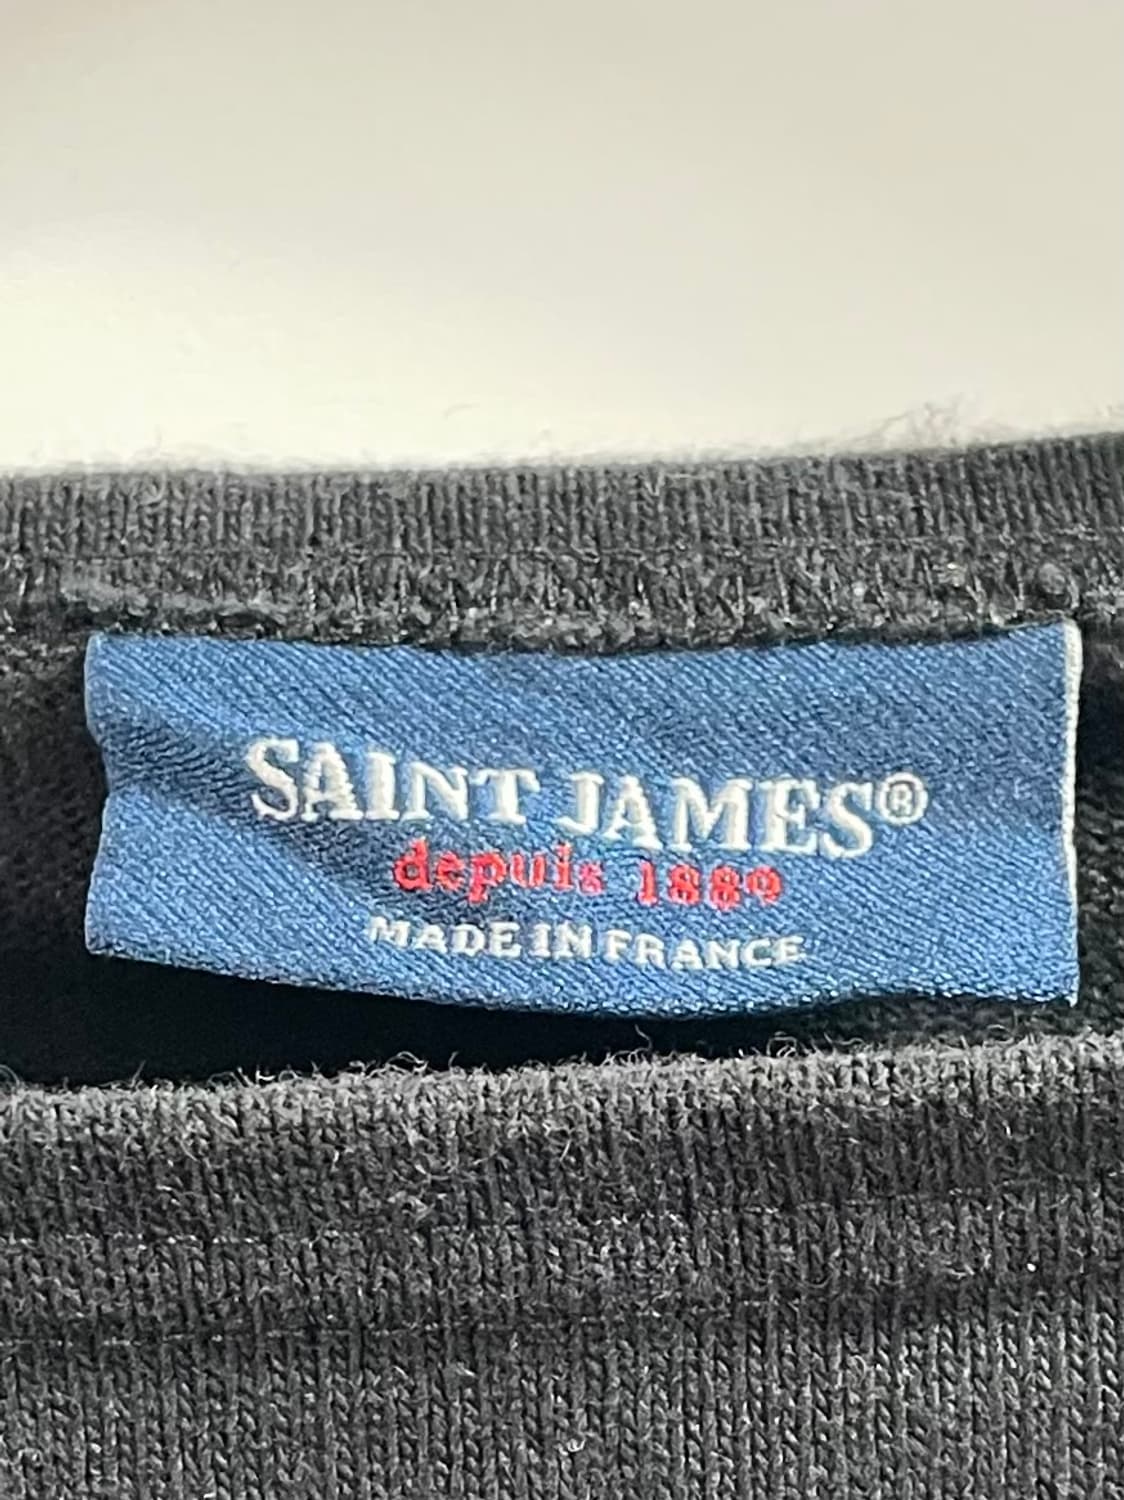 SAINT JAMES®
depuis 1889
MADE IN FRANCE